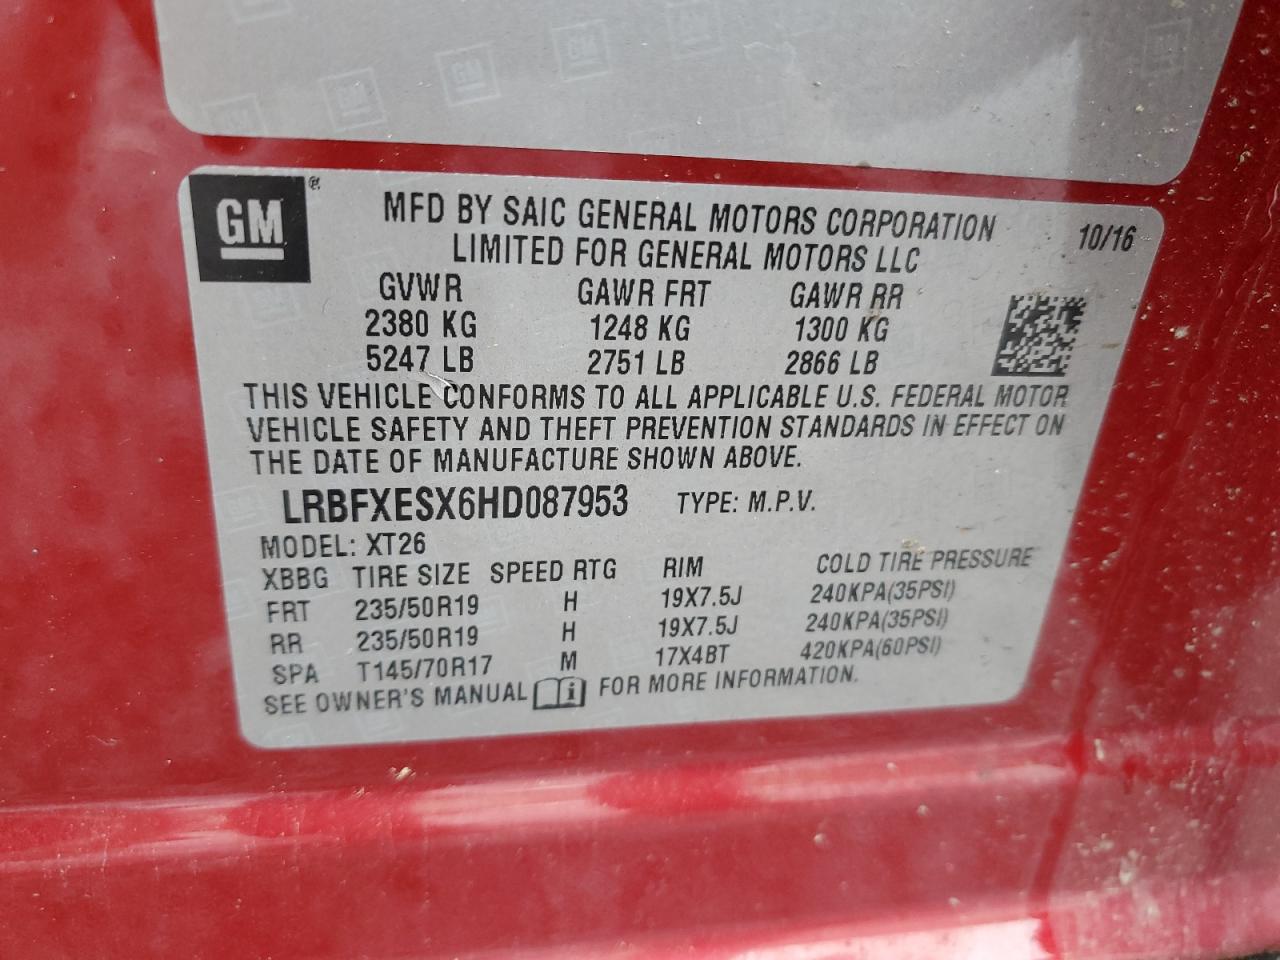 GM®
MFD BY SAIC GENERAL MOTORS CORPORATION
LIMITED FOR GENERAL MOTORS LLC
10/16
GVWR GAWR FRT GAWR RR
2380 KG 1248 KG 1300 KG
5247 LB 2751 LB 2866 LB
THIS VEHICLE CONFORMS TO ALL APPLICABLE U.S. FEDERAL MOTOR
VEHICLE SAFETY AND THEFT PREVENTION STANDARDS IN EFFECT ON
THE DATE OF MANUFACTURE SHOWN ABOVE.
LRBFXESX6HD087953 TYPE: M.P.V.
MODEL: XT26
XBBG TIRE SIZE SPEED RTG RIM COLD TIRE PRESSURE
FRT 235/50R19 H 19X7.5J 240KPA(35PSI)
RR 235/50R19 H 19X7.5J 240KPA(35PSI)
SPA T145/70R17 M 17X4BT 420KPA(60PSI)
SEE OWNER'S MANUAL FOR MORE INFORMATION.